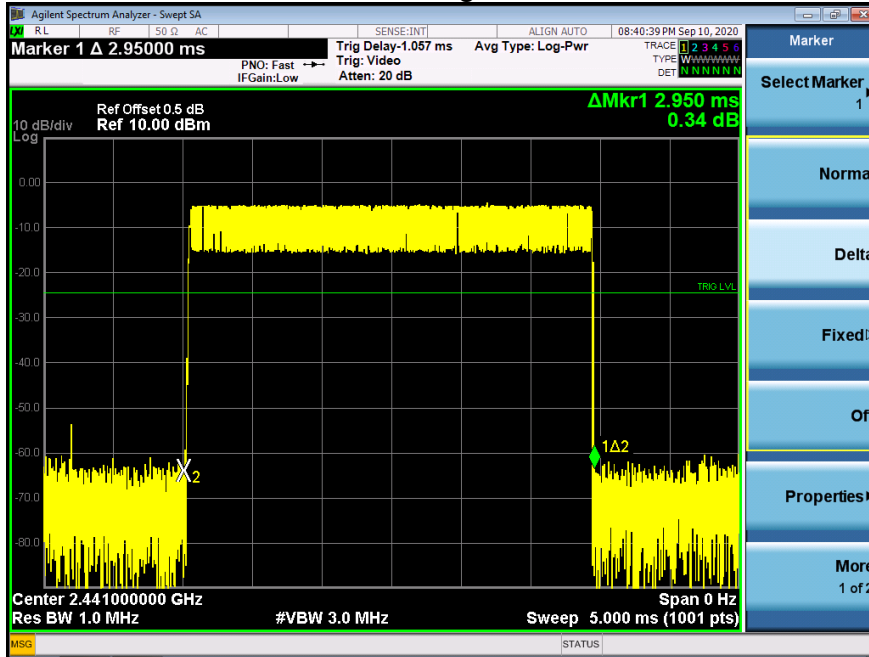 Agilent Spectrum Analyzer - Swept SA
LXI RL RF 50 Ω AC SENSE:INT ALIGN AUTO 08:40:39 PM Sep 10, 2020
Marker 1 Δ 2.95000 ms
PNO: Fast
IFGain:Low
Trig Delay-1.057 ms
Trig: Video
Atten: 20 dB
Avg Type: Log-Pwr
TRACE 1 2 3 4 5 6
TYPE WWWWWW
DET N N N N N N
Marker
Select Marker
1
Norma
Delta
Fixed
Of
Properties
More
1 of 2
Ref Offset 0.5 dB
10 dB/div Ref 10.00 dBm
Log
ΔMkr1 2.950 ms
0.34 dB
0.00
-10.0
-20.0
TRIG LVL
-30.0
-40.0
-50.0
-60.0
1Δ2
X2
-70.0
-80.0
Center 2.441000000 GHz Span 0 Hz
Res BW 1.0 MHz #VBW 3.0 MHz Sweep 5.000 ms (1001 pts)
MSG STATUS